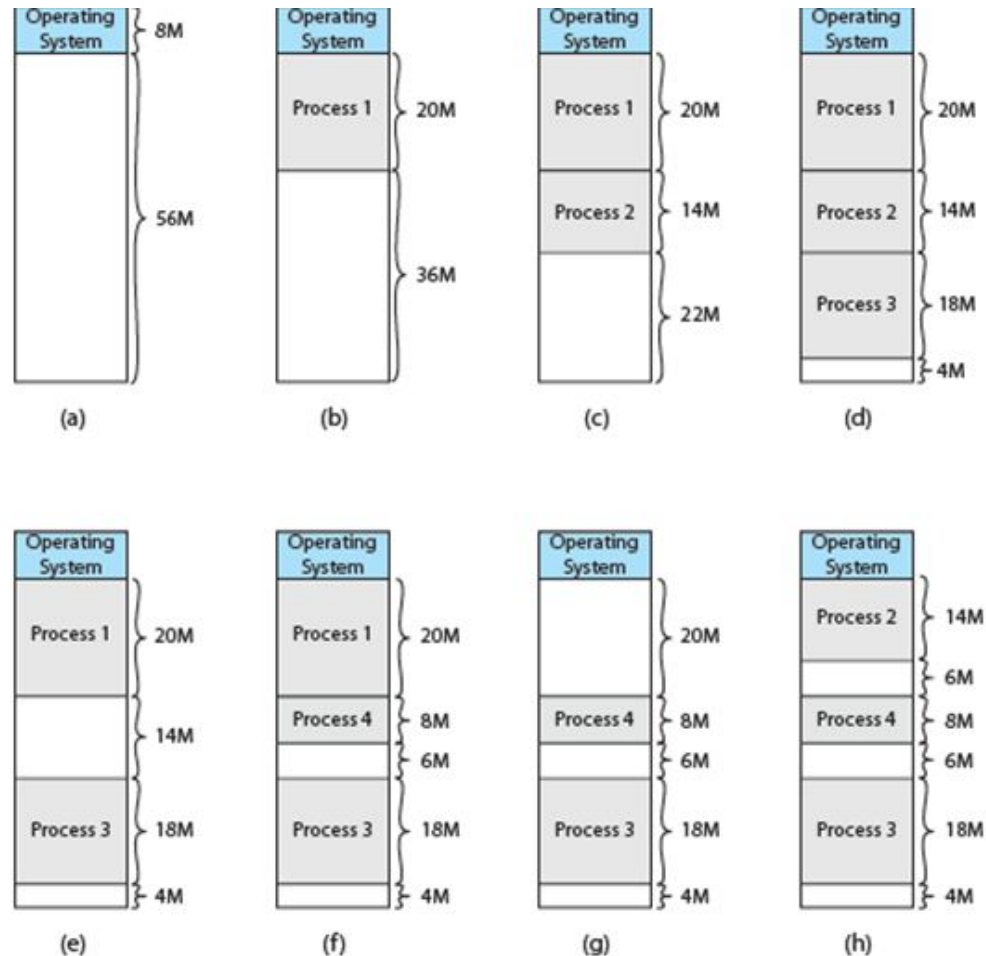 Operating
System
8M
56M
(a)
Operating
System
Process 1
20M
36M
(b)
Operating
System
Process 1
20M
Process 2
14M
22M
(c)
Operating
System
Process 1
20M
Process 2
14M
Process 3
18M
4M
(d)
Operating
System
Process 1
20M
14M
Process 3
18M
4M
(e)
Operating
System
Process 1
20M
Process 4
8M
6M
Process 3
18M
4M
(f)
Operating
System
20M
Process 4
8M
6M
Process 3
18M
4M
(g)
Operating
System
Process 2
14M
6M
Process 4
8M
6M
Process 3
18M
4M
(h)